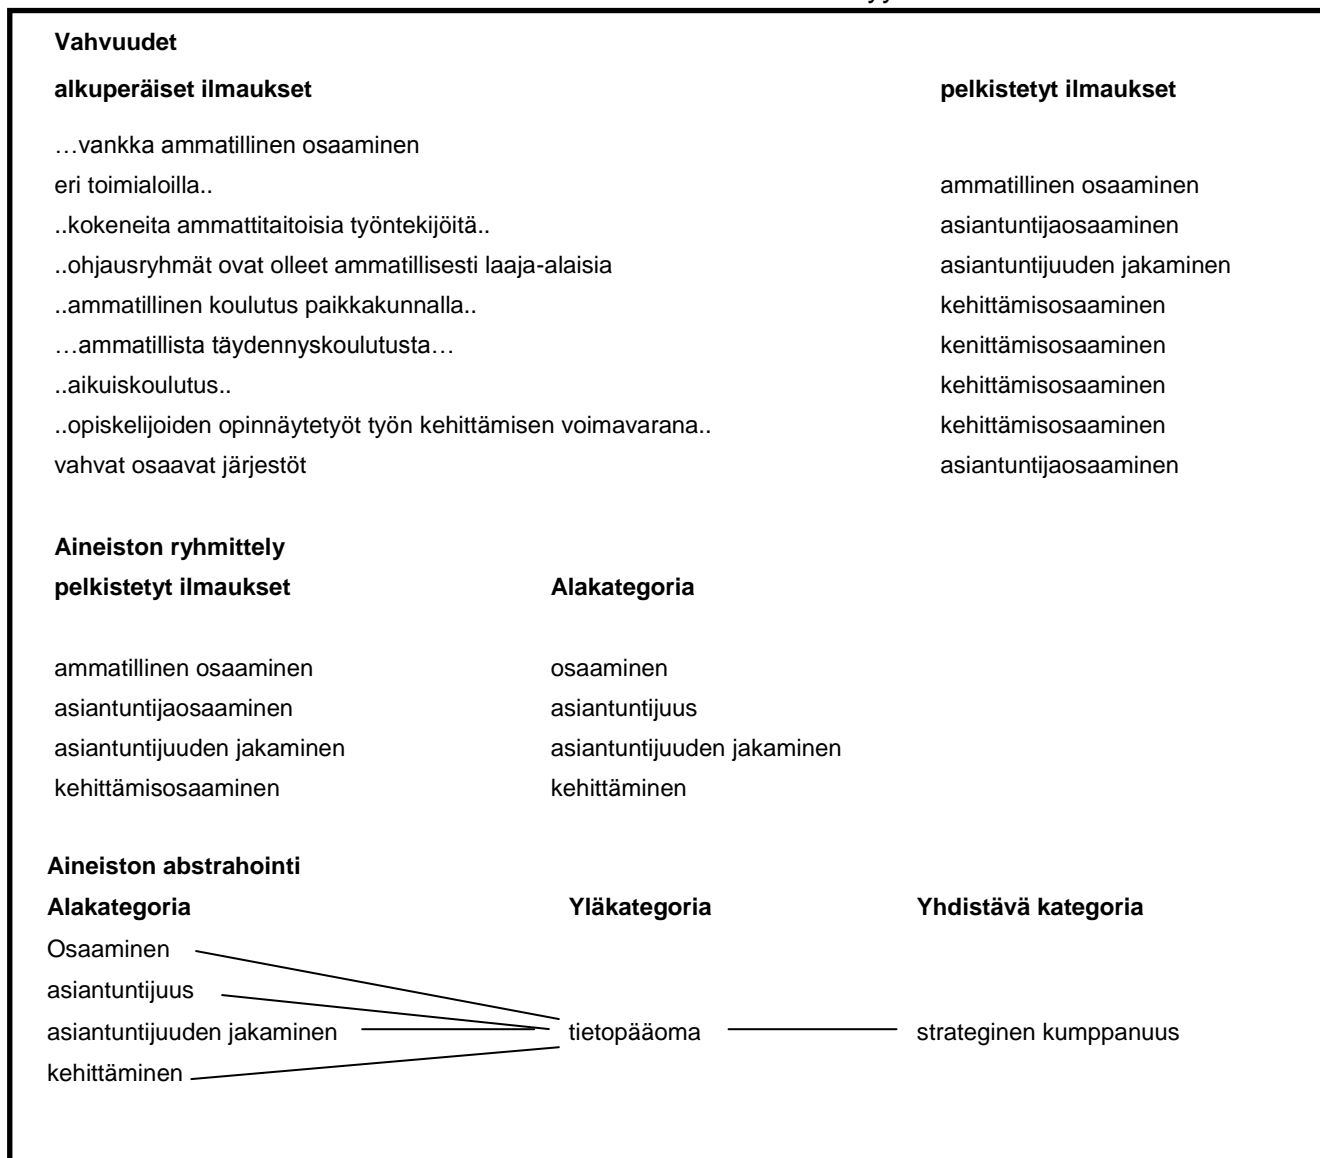 Vahvuudet
alkuperäiset ilmaukset pelkistetyt ilmaukset
…vankka ammatillinen osaaminen
eri toimialoilla.. ammatillinen osaaminen
..kokeneita ammattitaitoisia työntekijöitä.. asiantuntijaosaaminen
..ohjausryhmät ovat olleet ammatillisesti laaja-alaisia asiantuntijuuden jakaminen
..ammatillinen koulutus paikkakunnalla.. kehittämisosaaminen
…ammatillista täydennyskoulutusta… kenittämisosaaminen
..aikuiskoulutus.. kehittämisosaaminen
..opiskelijoiden opinnäytetyöt työn kehittämisen voimavarana.. kehittämisosaaminen
vahvat osaavat järjestöt asiantuntijaosaaminen
Aineiston ryhmittely
pelkistetyt ilmaukset Alakategoria
ammatillinen osaaminen osaaminen
asiantuntijaosaaminen asiantuntijuus
asiantuntijuuden jakaminen asiantuntijuuden jakaminen
kehittämisosaaminen kehittäminen
Aineiston abstrahointi
Alakategoria Yläkategoria Yhdistävä kategoria
Osaaminen
asiantuntijuus
asiantuntijuuden jakaminen tietopääoma strateginen kumppanuus
kehittäminen